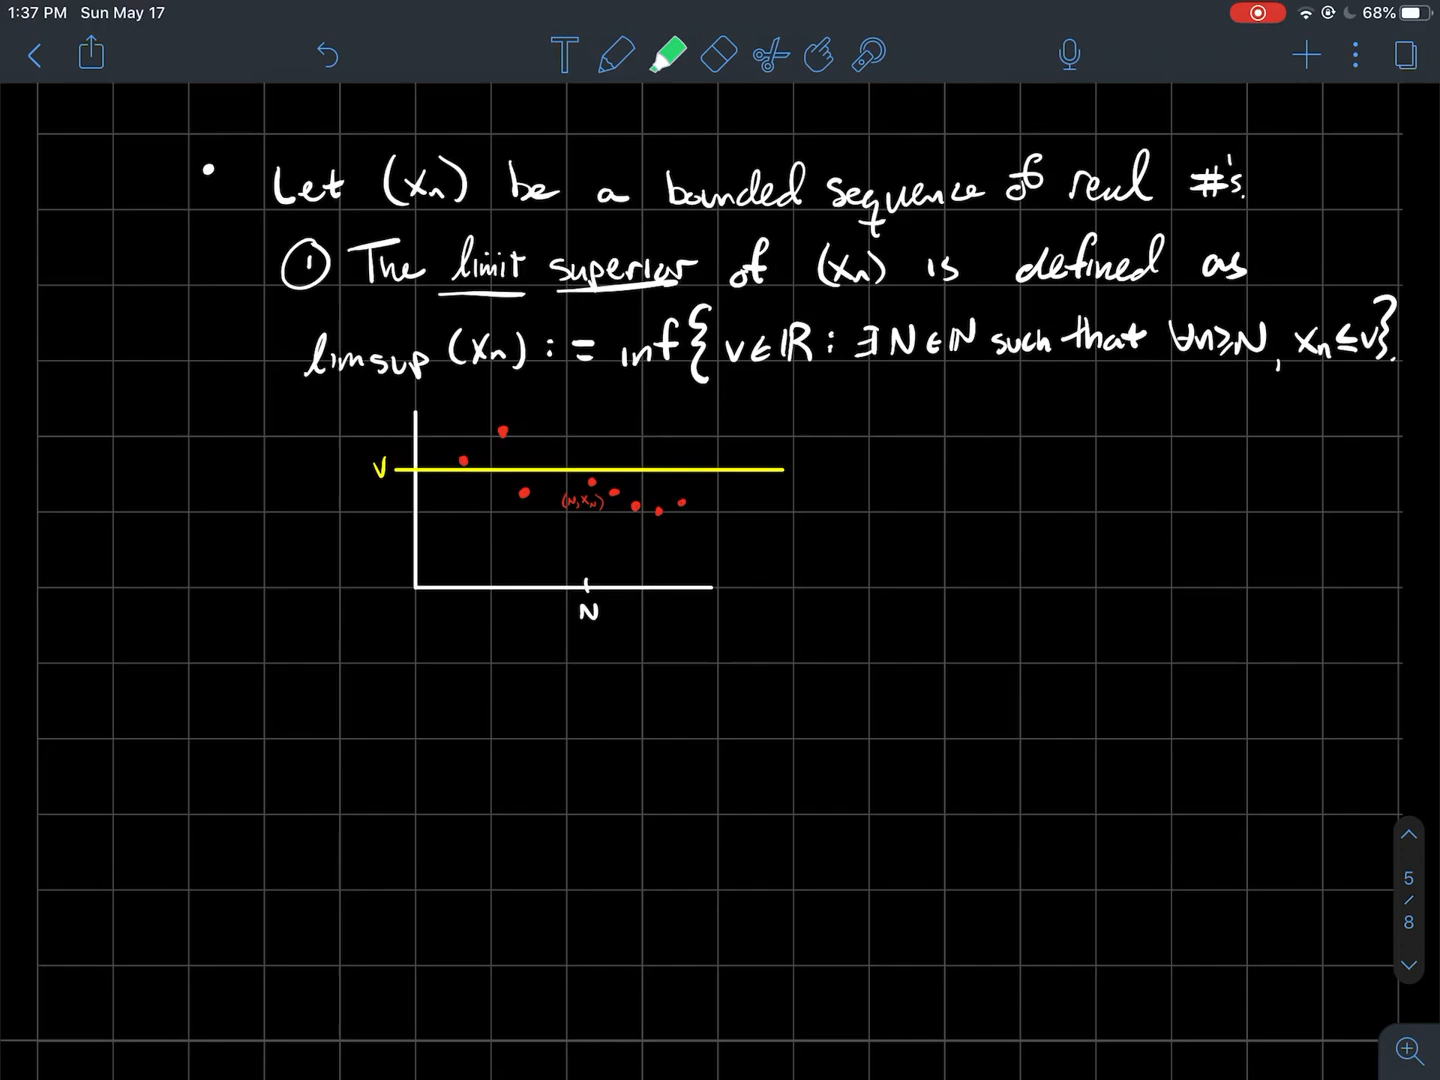 1:37 PM Sun May 17
68%
T
• Let (xₙ) be a bounded sequence of real #'s.
① The limit superior of (xₙ) is defined as
limsup (xₙ) := inf{ v∈ℝ : ∃N∈ℕ such that ∀n≥N, xₙ≤v}.
V
(N, x_N)
N
5
/
8